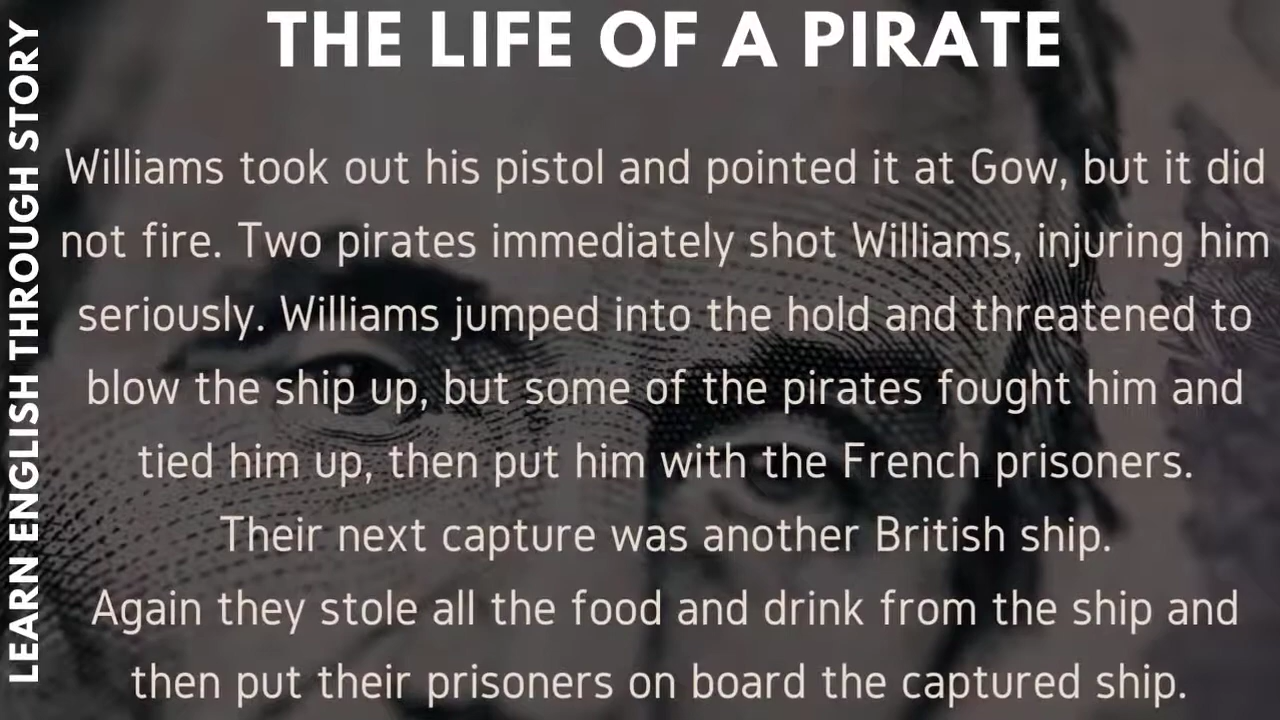 THE LIFE OF A PIRATE
LEARN ENGLISH THROUGH STORY
Williams took out his pistol and pointed it at Gow, but it did
not fire. Two pirates immediately shot Williams, injuring him
seriously. Williams jumped into the hold and threatened to
blow the ship up, but some of the pirates fought him and
tied him up, then put him with the French prisoners.
Their next capture was another British ship.
Again they stole all the food and drink from the ship and
then put their prisoners on board the captured ship.